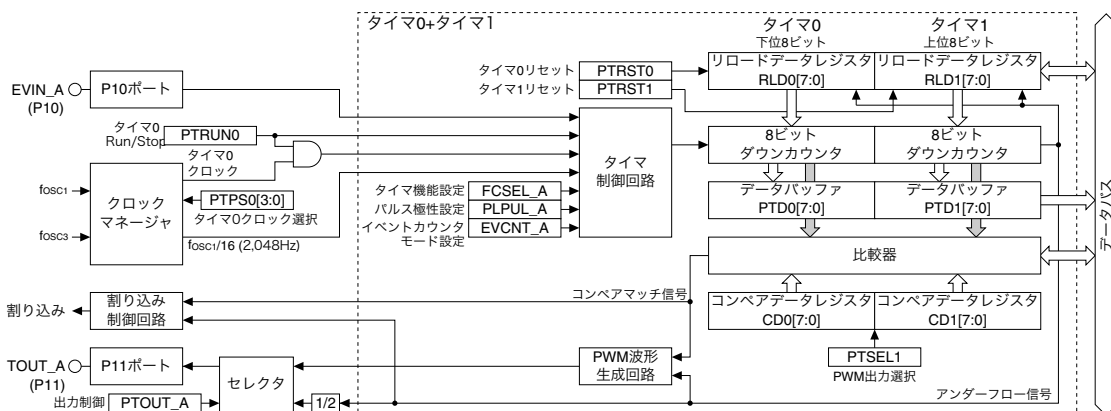 タイマ0+タイマ1
タイマ0
下位8ビット
タイマ1
上位8ビット
タイマ0リセット
PTRST0
タイマ1リセット
PTRST1
リロードデータレジスタ
RLD0[7:0]
リロードデータレジスタ
RLD1[7:0]
EVIN_A
(P10)
P10ポート
タイマ0
Run/Stop
PTRUN0
タイマ0
クロック
fOSC1
fOSC3
クロック
マネージャ
PTPS0[3:0]
タイマ0クロック選択
fOSC1/16 (2,048Hz)
タイマ機能設定
FCSEL_A
パルス極性設定
PLPUL_A
イベントカウンタ
モード設定
EVCNT_A
タイマ
制御回路
8ビット
ダウンカウンタ
8ビット
ダウンカウンタ
データバッファ
PTD0[7:0]
データバッファ
PTD1[7:0]
比較器
データバス
コンペアマッチ信号
コンペアデータレジスタ
CD0[7:0]
コンペアデータレジスタ
CD1[7:0]
割り込み
割り込み
制御回路
TOUT_A
(P11)
P11ポート
セレクタ
出力制御
PTOUT_A
1/2
PWM波形
生成回路
PTSEL1
PWM出力選択
アンダーフロー信号